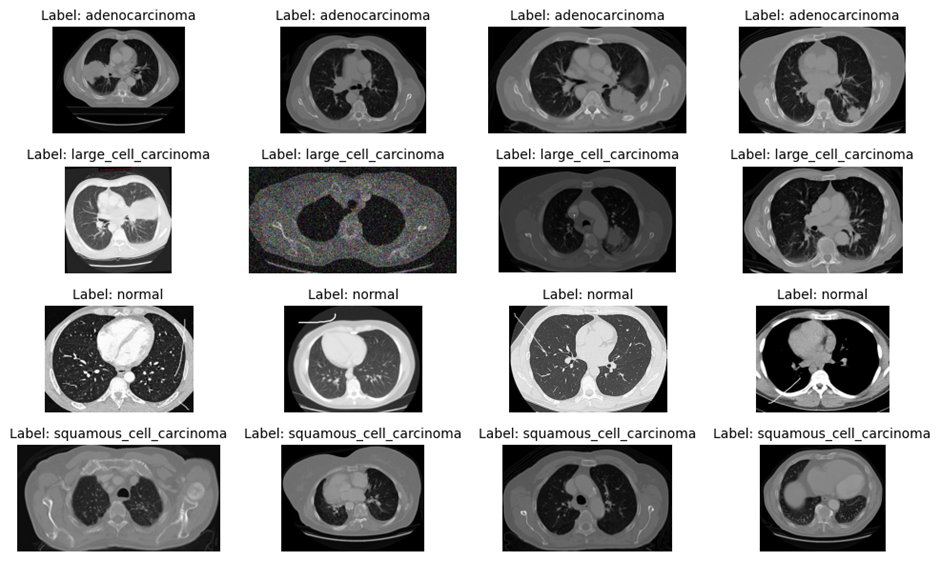 Label: adenocarcinoma Label: adenocarcinoma Label: adenocarcinoma Label: adenocarcinoma
Label: large_cell_carcinoma Label: large_cell_carcinoma Label: large_cell_carcinoma Label: large_cell_carcinoma
Label: normal Label: normal Label: normal Label: normal
Label: squamous_cell_carcinoma Label: squamous_cell_carcinoma Label: squamous_cell_carcinoma Label: squamous_cell_carcinoma